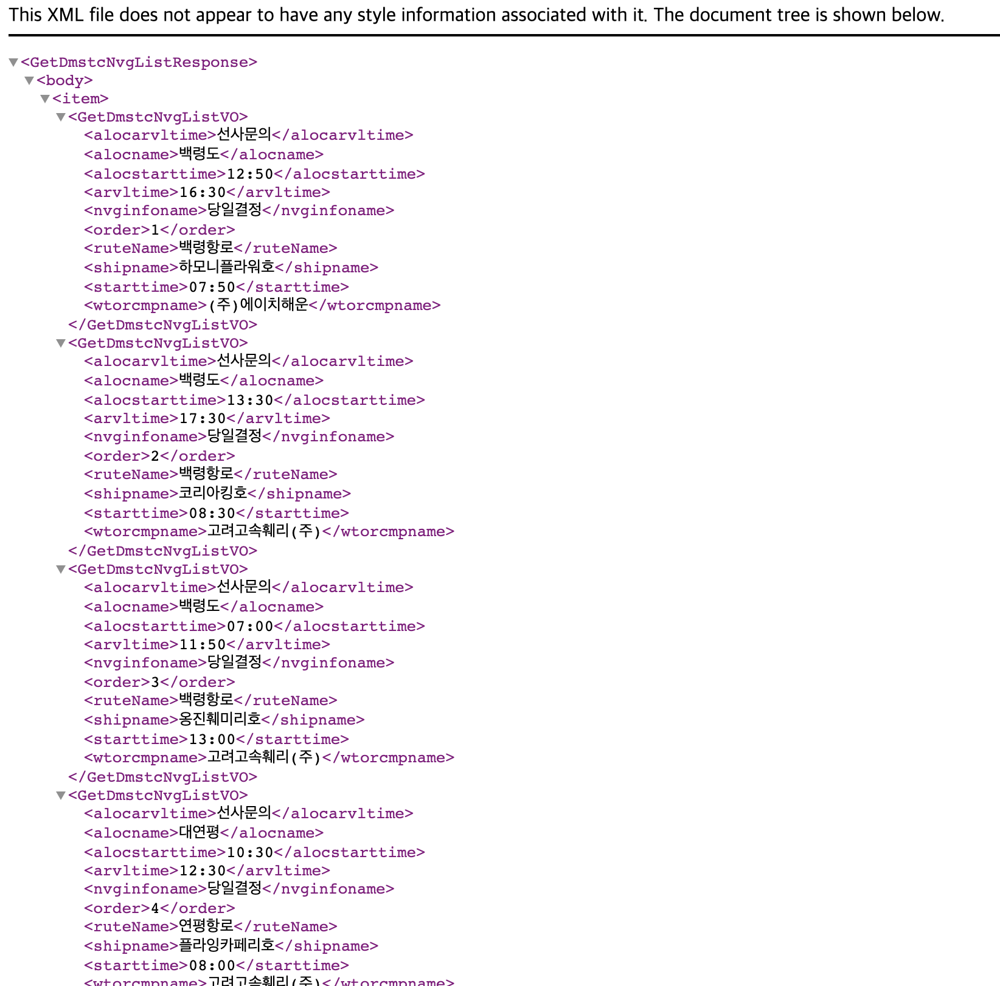 This XML file does not appear to have any style information associated with it. The document tree is shown below.
▼<GetDmstcNvgListResponse>
▼<body>
▼<item>
▼<GetDmstcNvgListVO>
<alocarvltime>선사문의</alocarvltime>
<alocname>백령도</alocname>
<alocstarttime>12:50</alocstarttime>
<arvltime>16:30</arvltime>
<nvginfoname>당일결정</nvginfoname>
<order>1</order>
<ruteName>백령항로</ruteName>
<shipname>하모니플라워호</shipname>
<starttime>07:50</starttime>
<wtorcmpname>(주)에이치해운</wtorcmpname>
</GetDmstcNvgListVO>
▼<GetDmstcNvgListVO>
<alocarvltime>선사문의</alocarvltime>
<alocname>백령도</alocname>
<alocstarttime>13:30</alocstarttime>
<arvltime>17:30</arvltime>
<nvginfoname>당일결정</nvginfoname>
<order>2</order>
<ruteName>백령항로</ruteName>
<shipname>코리아킹호</shipname>
<starttime>08:30</starttime>
<wtorcmpname>고려고속훼리(주)</wtorcmpname>
</GetDmstcNvgListVO>
▼<GetDmstcNvgListVO>
<alocarvltime>선사문의</alocarvltime>
<alocname>백령도</alocname>
<alocstarttime>07:00</alocstarttime>
<arvltime>11:50</arvltime>
<nvginfoname>당일결정</nvginfoname>
<order>3</order>
<ruteName>백령항로</ruteName>
<shipname>옹진훼미리호</shipname>
<starttime>13:00</starttime>
<wtorcmpname>고려고속훼리(주)</wtorcmpname>
</GetDmstcNvgListVO>
▼<GetDmstcNvgListVO>
<alocarvltime>선사문의</alocarvltime>
<alocname>대연평</alocname>
<alocstarttime>10:30</alocstarttime>
<arvltime>12:30</arvltime>
<nvginfoname>당일결정</nvginfoname>
<order>4</order>
<ruteName>연평항로</ruteName>
<shipname>플라잉카페리호</shipname>
<starttime>08:00</starttime>
<wtorcmpname>고려고속훼리(주)</wtorcmpname>